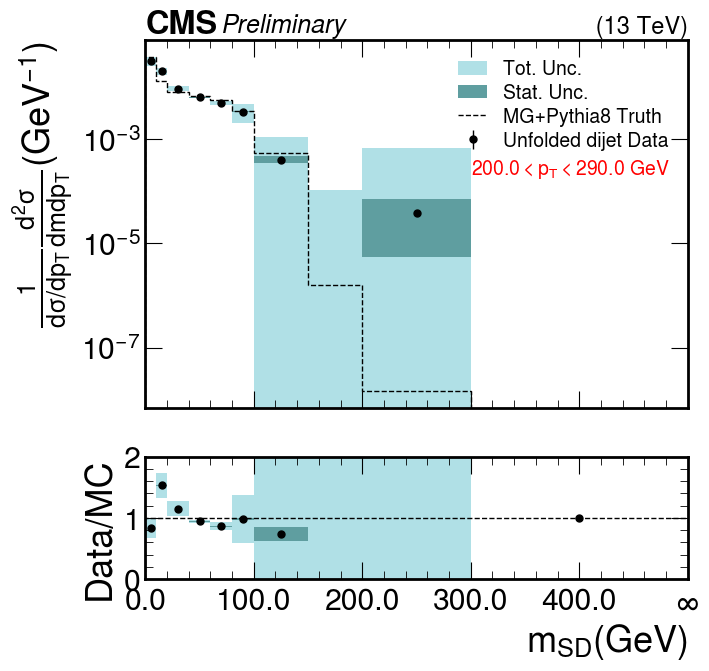 CMS Preliminary (13 TeV)
Tot. Unc.
Stat. Unc.
MG+Pythia8 Truth
Unfolded dijet Data
200.0 < p_T < 290.0 GeV
1/(dσ/dp_T) d²σ/(dmdp_T) (GeV⁻¹)
10⁻³
10⁻⁵
10⁻⁷
Data/MC
2
1
0
0.0 100.0 200.0 300.0 400.0 ∞
m_SD(GeV)